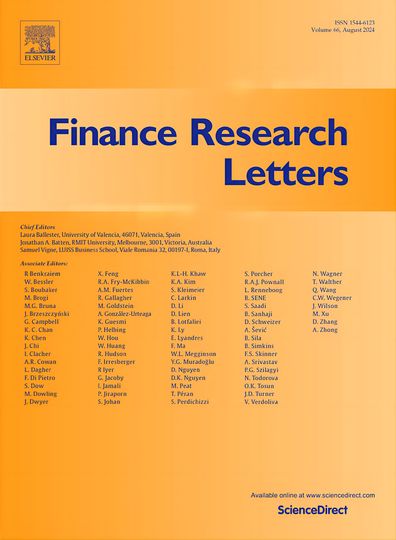 ISSN 1544-6123
Volume 66, August 2024
ELSEVIER
Finance Research
Letters
Chief Editors
Laura Ballester, University of Valencia, 46071, Valencia, Spain
Jonathan A. Batten, RMIT University, Melbourne, 3001, Victoria, Australia
Samuel Vigne, LUISS Business School, Viale Romania 32, 00197-I, Roma, Italy
Associate Editors:
R Benkraiem
W. Bessler
S. Boubaker
M. Brogi
M.G. Bruna
J. Brzeszczyński
G. Campbell
K. C. Chan
K. Chen
J. Chi
I. Clacher
A.R. Cowan
L. Dagher
F. Di Pietro
S. Dow
M. Dowling
J. Dwyer
X. Feng
R.A. Fry-McKibbin
A.M. Fuertes
R. Gallagher
M. Goldstein
A. González-Urteaga
K. Guesmi
P. Helbing
W. Hou
W. Huang
R. Hudson
F. Irresberger
R Iyer
G. Jacoby
I. Jamali
P. Jiraporn
S. Johan
K.L-H. Khaw
K.A. Kim
S. Kleimeier
C. Larkin
D. Li
D. Lien
B. Lotfaliei
K. Ly
E. Lyandres
F. Ma
W.L. Megginson
Y.G. Muradoğlu
D. Nguyen
D.K. Nguyen
M. Peat
T. Péran
S. Perdichizzi
S. Porcher
R.A.J. Pownall
L. Renneboog
B. SENE
S. Saadi
B. Sanhaji
D. Schweizer
A. Šević
B. Sila
B. Simkins
F.S. Skinner
A. Srivastav
P.G. Szilagyi
N. Todorova
O.K. Tosun
J.D. Turner
V. Verdoliva
N. Wagner
T. Walther
Q. Wang
C.W. Wegener
J. Wilson
M. Xu
D. Zhang
A. Zhong
Available online at www.sciencedirect.com
ScienceDirect